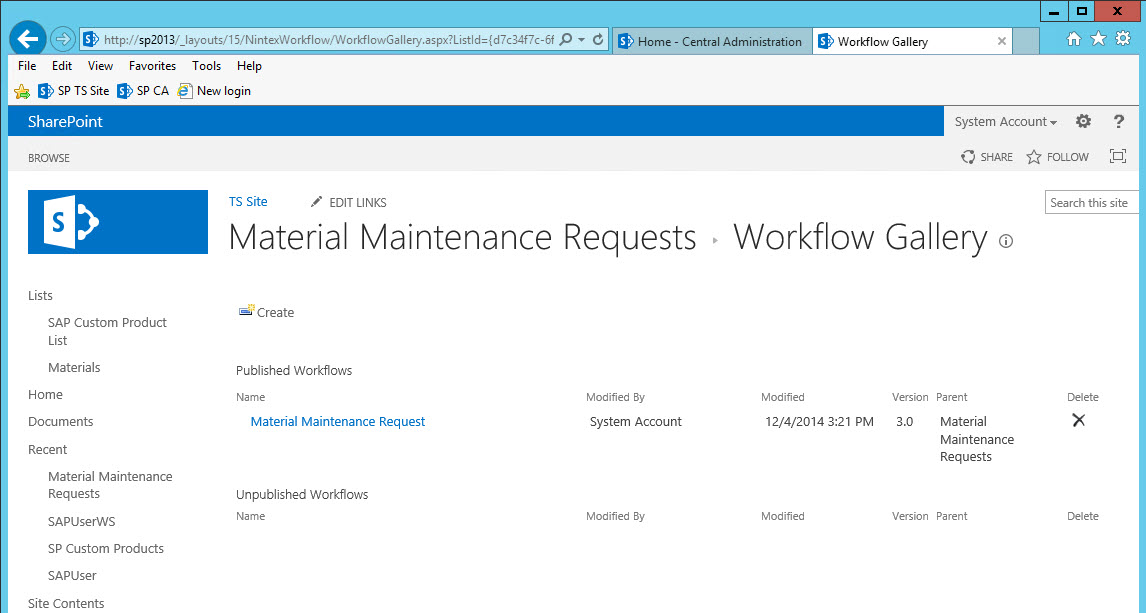 http://sp2013/_layouts/15/NintexWorkflow/WorkflowGallery.aspx?ListId={d7c34f7c-6f
Home - Central Administration
Workflow Gallery
File Edit View Favorites Tools Help
SP TS Site SP CA New login
SharePoint
System Account
?
BROWSE
SHARE FOLLOW
S
TS Site
EDIT LINKS
Search this site
Material Maintenance Requests Workflow Gallery
Lists
SAP Custom Product
List
Materials
Home
Documents
Recent
Material Maintenance
Requests
SAPUserWS
SP Custom Products
SAPUser
Site Contents
Create
Published Workflows
Name Modified By Modified Version Parent Delete
Material Maintenance Request System Account 12/4/2014 3:21 PM 3.0 Material
Maintenance
Requests
Unpublished Workflows
Name Modified By Modified Version Parent Delete